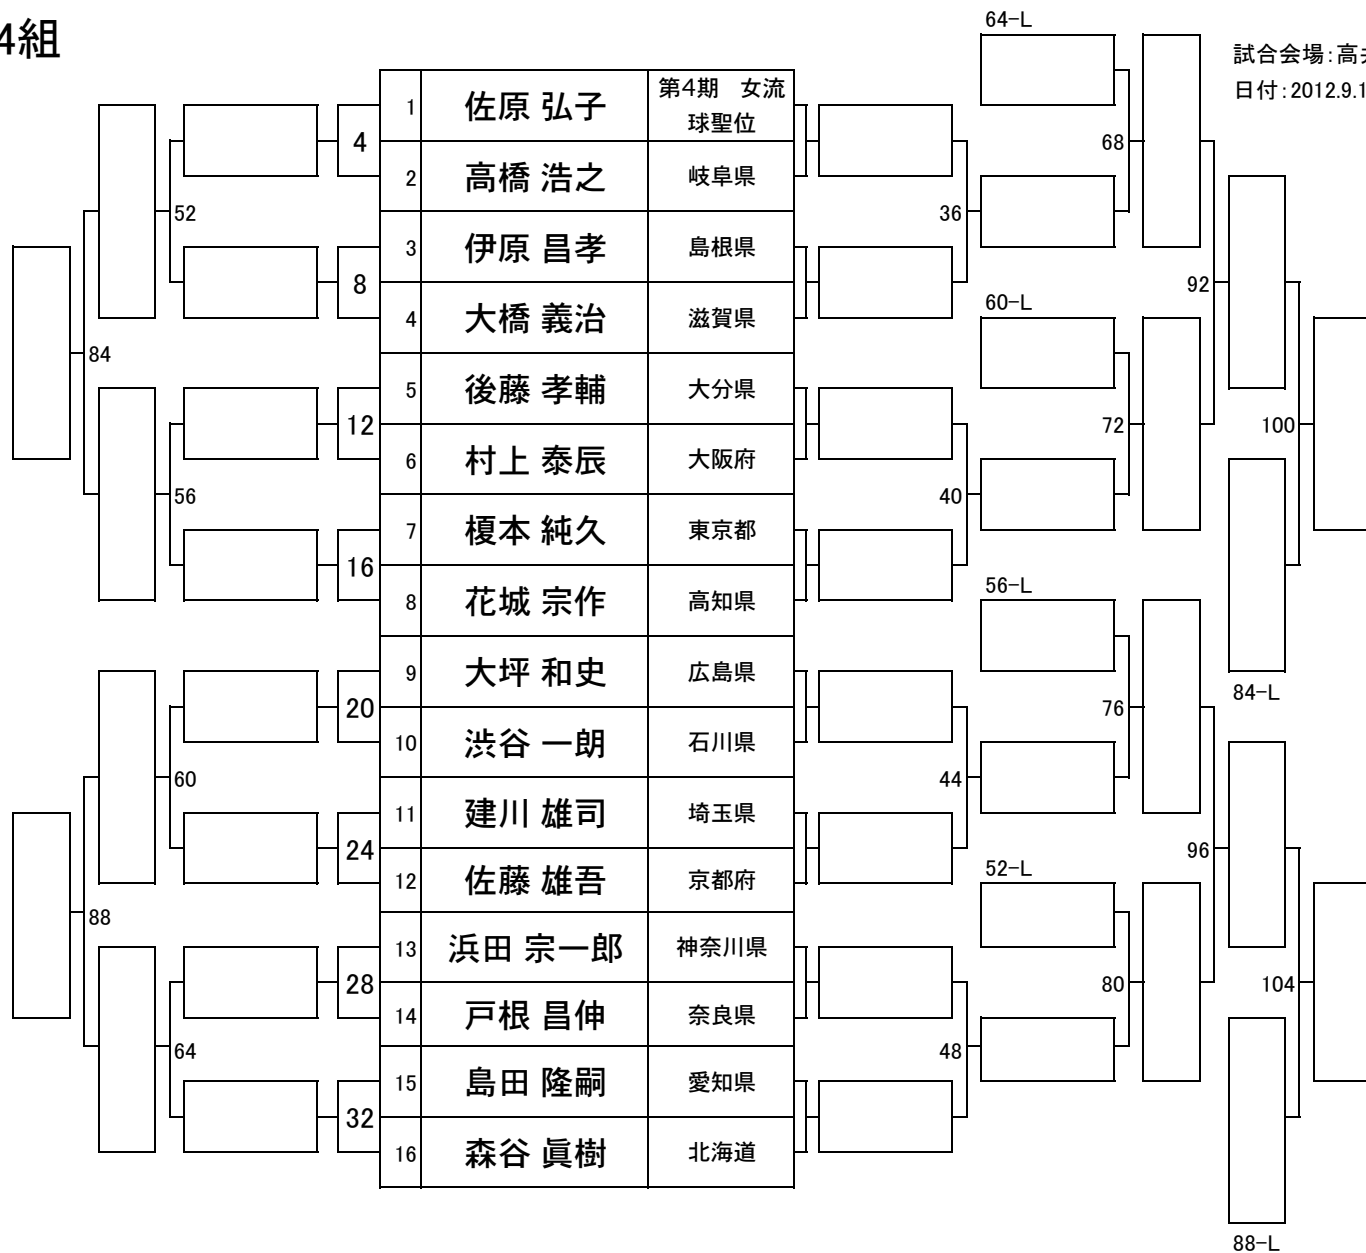 4組
試合会場：高
日付：2012.9.1
1 佐原 弘子 第4期 女流
球聖位
2 高橋 浩之 岐阜県
3 伊原 昌孝 島根県
4 大橋 義治 滋賀県
5 後藤 孝輔 大分県
6 村上 泰辰 大阪府
7 榎本 純久 東京都
8 花城 宗作 高知県
9 大坪 和史 広島県
10 渋谷 一朗 石川県
11 建川 雄司 埼玉県
12 佐藤 雄吾 京都府
13 浜田 宗一郎 神奈川県
14 戸根 昌伸 奈良県
15 島田 隆嗣 愛知県
16 森谷 眞樹 北海道
4
8
12
16
20
24
28
32
52
56
60
64
84
88
36
40
44
48
64-L
60-L
56-L
52-L
68
72
76
80
92
96
84-L
88-L
100
104